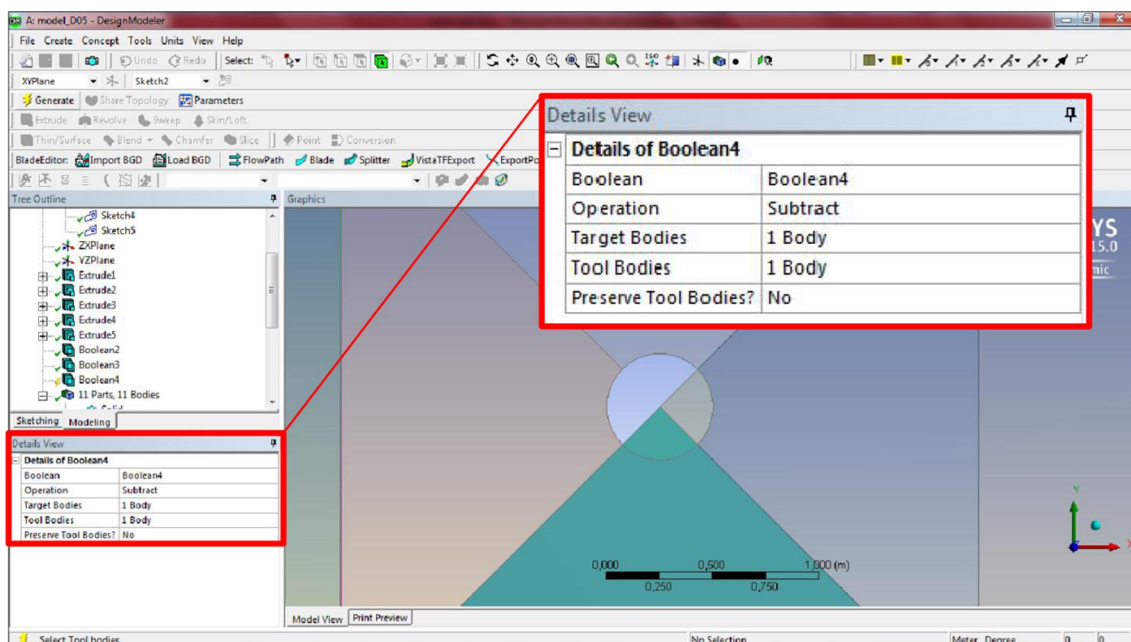 A: model_D05 - DesignModeler
File Create Concept Tools Units View Help
Undo Redo Select:
XYPlane Sketch2
Generate Share Topology Parameters
Extrude Revolve Sweep Skin/Loft
Thin/Surface Blend Chamfer Slice Point Conversion
BladeEditor: Import BGD Load BGD FlowPath Blade Splitter VistaTFExport ExportPo
Tree Outline
Graphics
Sketch4
Sketch5
ZXPlane
YZPlane
Extrude1
Extrude2
Extrude3
Extrude4
Extrude5
Boolean2
Boolean3
Boolean4
11 Parts, 11 Bodies
Solid
Sketching Modeling
Details View
Details of Boolean4
Boolean Boolean4
Operation Subtract
Target Bodies 1 Body
Tool Bodies 1 Body
Preserve Tool Bodies? No
Details View
Details of Boolean4
Boolean Boolean4
Operation Subtract
Target Bodies 1 Body
Tool Bodies 1 Body
Preserve Tool Bodies? No
YS
15.0
mic
Y
X
0,000 0,500 1,000 (m)
0,250 0,750
Model View Print Preview
Select Tool bodies No Selection Meter Degree 0 0